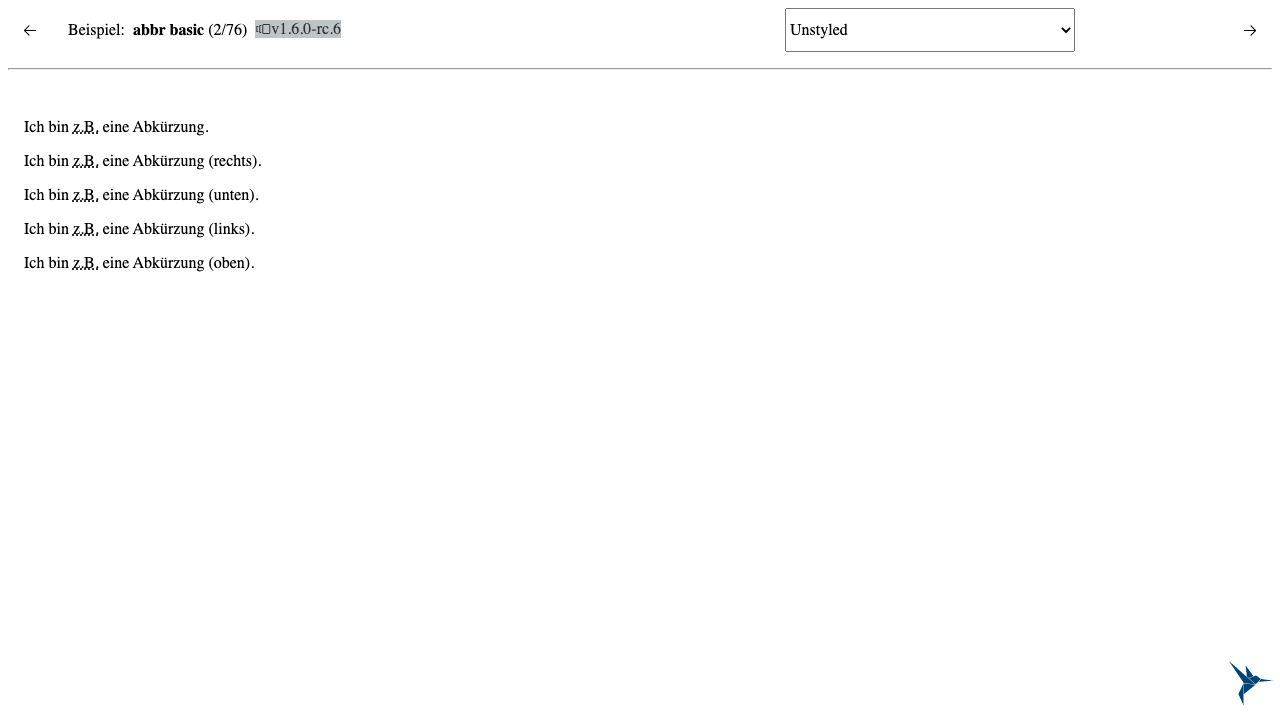 Beispiel: abbr basic (2/76) v1.6.0-rc.6 Unstyled
Ich bin z.B. eine Abkürzung.
Ich bin z.B. eine Abkürzung (rechts).
Ich bin z.B. eine Abkürzung (unten).
Ich bin z.B. eine Abkürzung (links).
Ich bin z.B. eine Abkürzung (oben).